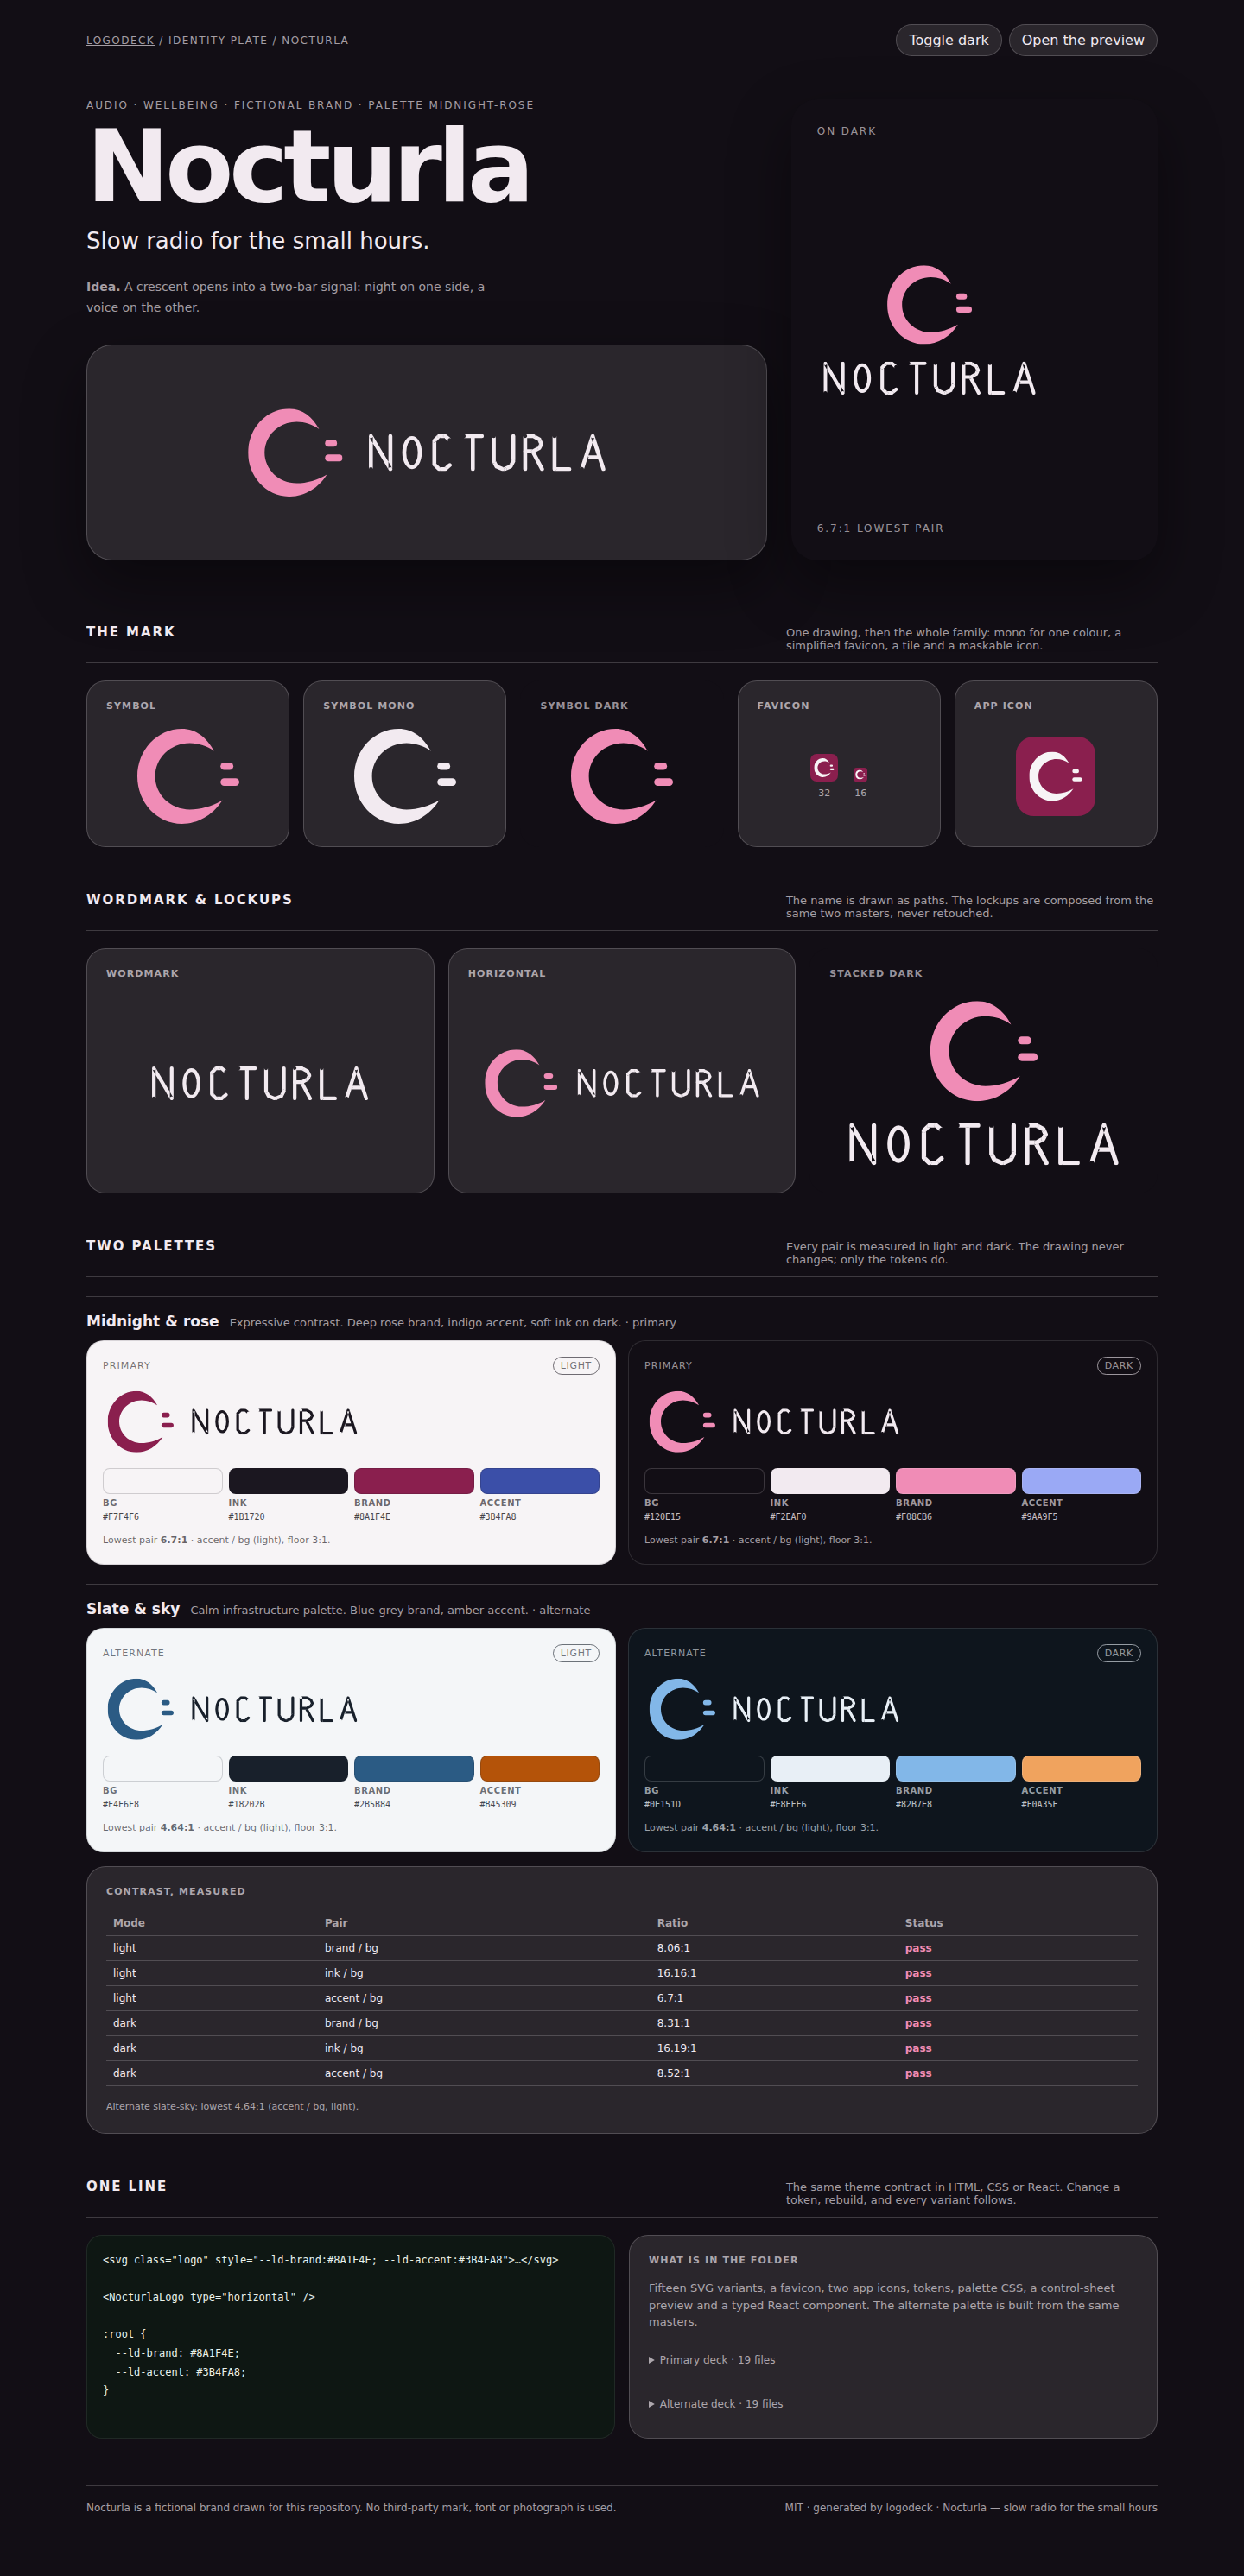 LOGODECK / IDENTITY PLATE / NOCTURLA
Toggle dark
Open the preview
AUDIO · WELLBEING · FICTIONAL BRAND · PALETTE MIDNIGHT-ROSE
Nocturla
Slow radio for the small hours.
Idea. A crescent opens into a two-bar signal: night on one side, a
voice on the other.
NOCTURLA
ON DARK
NOCTURLA
6.7:1 LOWEST PAIR
THE MARK
One drawing, then the whole family: mono for one colour, a
simplified favicon, a tile and a maskable icon.
SYMBOL
SYMBOL MONO
SYMBOL DARK
FAVICON
32
16
APP ICON
WORDMARK & LOCKUPS
The name is drawn as paths. The lockups are composed from the
same two masters, never retouched.
WORDMARK
NOCTURLA
HORIZONTAL
NOCTURLA
STACKED DARK
NOCTURLA
TWO PALETTES
Every pair is measured in light and dark. The drawing never
changes; only the tokens do.
Midnight & rose Expressive contrast. Deep rose brand, indigo accent, soft ink on dark. · primary
PRIMARY
LIGHT
NOCTURLA
BG
INK
BRAND
ACCENT
#F7F4F6
#1B1720
#8A1F4E
#3B4FA8
Lowest pair 6.7:1 · accent / bg (light), floor 3:1.
PRIMARY
DARK
NOCTURLA
BG
INK
BRAND
ACCENT
#120E15
#F2EAF0
#F08CB6
#9AA9F5
Lowest pair 6.7:1 · accent / bg (light), floor 3:1.
Slate & sky Calm infrastructure palette. Blue-grey brand, amber accent. · alternate
ALTERNATE
LIGHT
NOCTURLA
BG
INK
BRAND
ACCENT
#F4F6F8
#18202B
#2B5B84
#B45309
Lowest pair 4.64:1 · accent / bg (light), floor 3:1.
ALTERNATE
DARK
NOCTURLA
BG
INK
BRAND
ACCENT
#0E151D
#E8EFF6
#82B7E8
#F0A35E
Lowest pair 4.64:1 · accent / bg (light), floor 3:1.
CONTRAST, MEASURED
Mode Pair Ratio Status
light brand / bg 8.06:1 pass
light ink / bg 16.16:1 pass
light accent / bg 6.7:1 pass
dark brand / bg 8.31:1 pass
dark ink / bg 16.19:1 pass
dark accent / bg 8.52:1 pass
Alternate slate-sky: lowest 4.64:1 (accent / bg, light).
ONE LINE
The same theme contract in HTML, CSS or React. Change a
token, rebuild, and every variant follows.
<svg class="logo" style="--ld-brand:#8A1F4E; --ld-accent:#3B4FA8">…</svg>
<NocturlaLogo type="horizontal" />
:root {
--ld-brand: #8A1F4E;
--ld-accent: #3B4FA8;
}
WHAT IS IN THE FOLDER
Fifteen SVG variants, a favicon, two app icons, tokens, palette CSS, a control-sheet
preview and a typed React component. The alternate palette is built from the same
masters.
Primary deck · 19 files
Alternate deck · 19 files
Nocturla is a fictional brand drawn for this repository. No third-party mark, font or photograph is used.
MIT · generated by logodeck · Nocturla — slow radio for the small hours